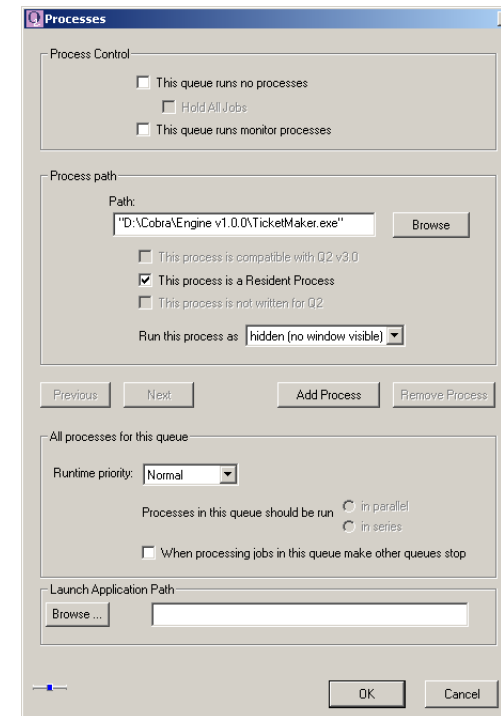 Q Processes
Process Control
This queue runs no processes
Hold All Jobs
This queue runs monitor processes
Process path
Path:
"D:\Cobra\Engine v1.0.0\TicketMaker.exe"
Browse
This process is compatible with Q2 v3.0
This process is a Resident Process
This process is not written for Q2
Run this process as hidden (no window visible)
Previous Next Add Process Remove Process
All processes for this queue
Runtime priority: Normal
Processes in this queue should be run in parallel
in series
When processing jobs in this queue make other queues stop
Launch Application Path
Browse ...
OK Cancel